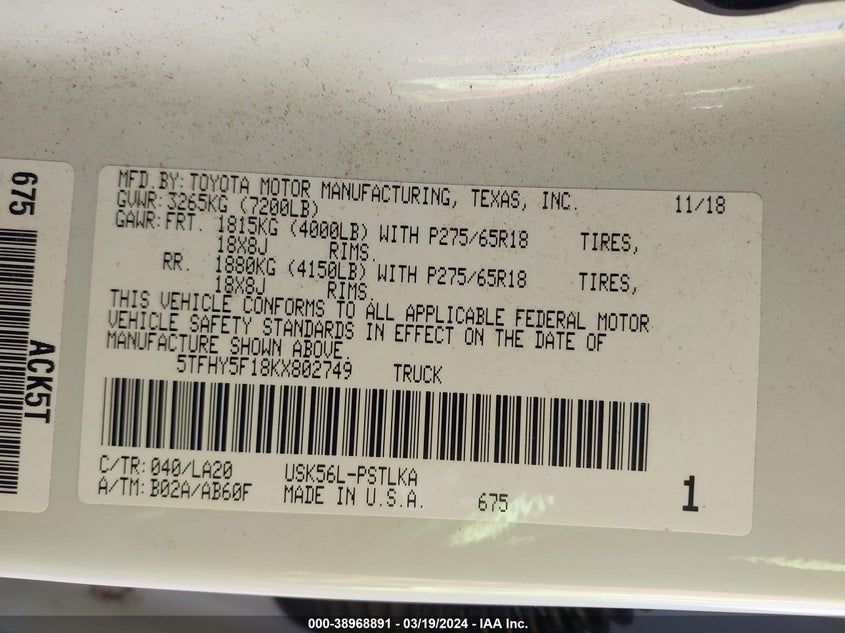 MFD.BY:TOYOTA MOTOR MANUFACTURING, TEXAS, INC. 11/18
GVWR:3265KG (7200LB)
GAWR:FRT. 1815KG (4000LB) WITH P275/65R18 TIRES,
18X8J RIMS.
RR. 1880KG (4150LB) WITH P275/65R18 TIRES,
18X8J RIMS.
THIS VEHICLE CONFORMS TO ALL APPLICABLE FEDERAL MOTOR
VEHICLE SAFETY STANDARDS IN EFFECT ON THE DATE OF
MANUFACTURE SHOWN ABOVE.
5TFHY5F18KX802749 TRUCK
C/TR:040/LA20 USK56L-PSTLKA
A/TM:B02A/AB60F MADE IN U.S.A. 675 1
675
ACK5T
000-38968891 - 03/19/2024 - IAA Inc.